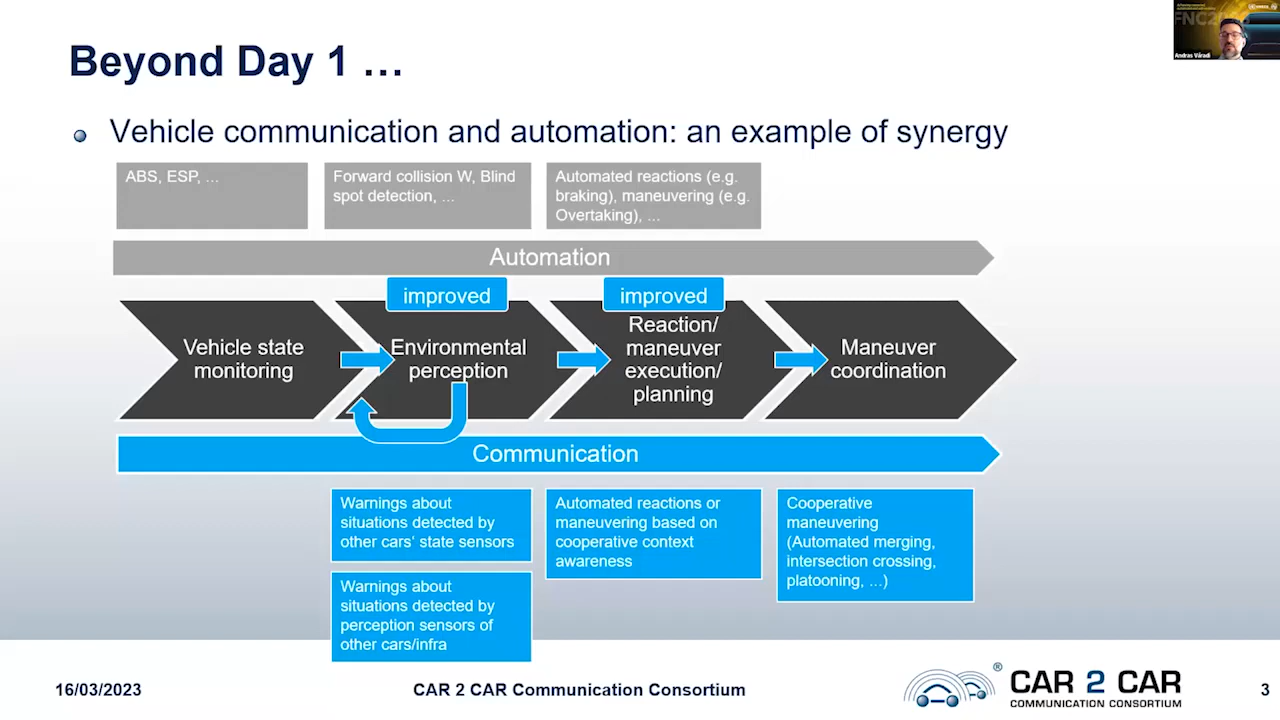 Beyond Day 1 …
Vehicle communication and automation: an example of synergy
ABS, ESP, ...
Forward collision W, Blind
spot detection, ...
Automated reactions (e.g.
braking), maneuvering (e.g.
Overtaking), ...
Automation
improved
improved
Vehicle state
monitoring
Environmental
perception
Reaction/
maneuver
execution/
planning
Maneuver
coordination
Communication
Warnings about
situations detected by
other cars‘ state sensors
Warnings about
situations detected by
perception sensors of
other cars/infra
Automated reactions or
maneuvering based on
cooperative context
awareness
Cooperative
maneuvering
(Automated merging,
intersection crossing,
platooning, ...)
16/03/2023
CAR 2 CAR Communication Consortium
® CAR 2 CAR
COMMUNICATION CONSORTIUM
3
Andras Váradi